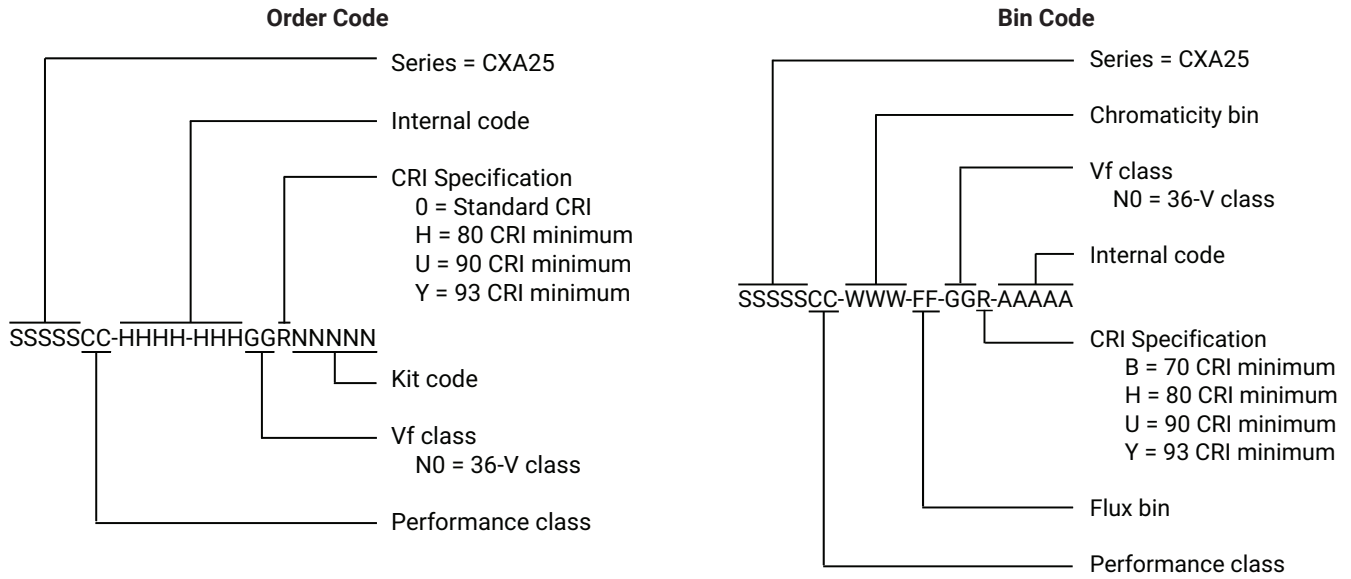 Order Code
Series = CXA25
Internal code
CRI Specification
0 = Standard CRI
H = 80 CRI minimum
U = 90 CRI minimum
Y = 93 CRI minimum
SSSSSCC-HHHH-HHHGGRNNNNN
Kit code
Vf class
N0 = 36-V class
Performance class
Bin Code
Series = CXA25
Chromaticity bin
Vf class
N0 = 36-V class
Internal code
SSSSSCC-WWW-FF-GGR-AAAAA
CRI Specification
B = 70 CRI minimum
H = 80 CRI minimum
U = 90 CRI minimum
Y = 93 CRI minimum
Flux bin
Performance class